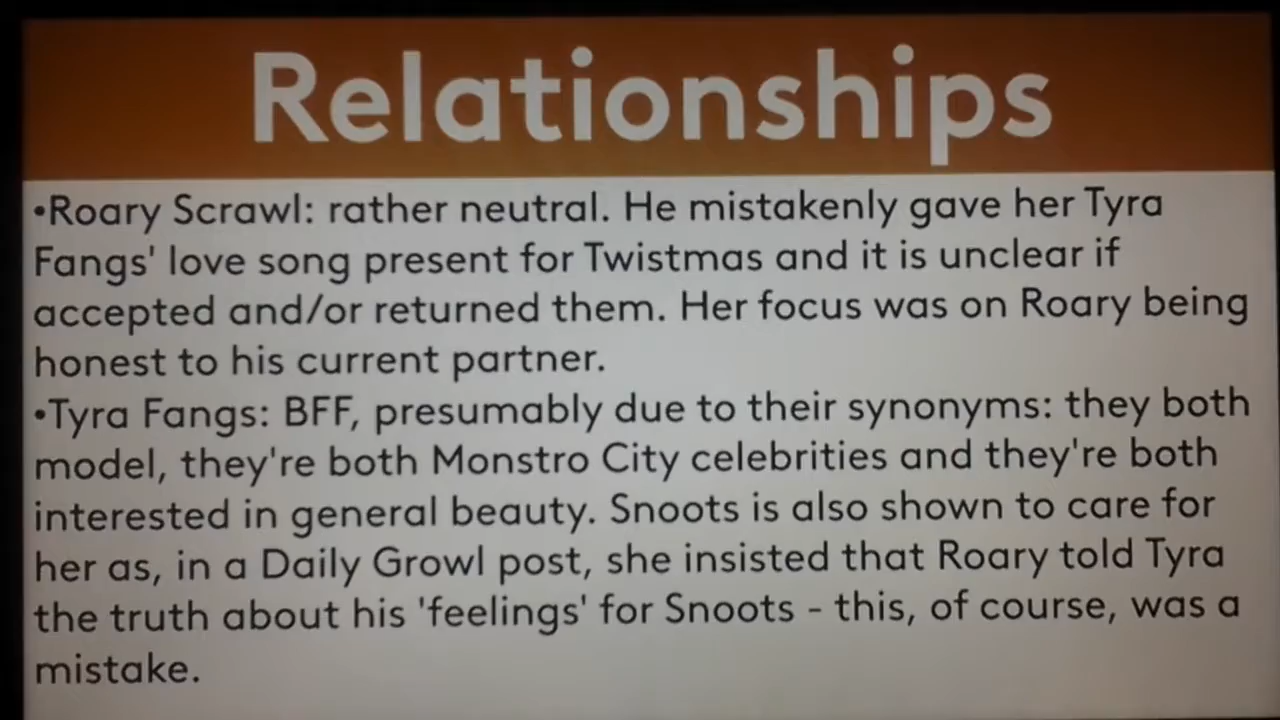 Relationships
•Roary Scrawl: rather neutral. He mistakenly gave her Tyra
Fangs' love song present for Twistmas and it is unclear if
accepted and/or returned them. Her focus was on Roary being
honest to his current partner.
•Tyra Fangs: BFF, presumably due to their synonyms: they both
model, they're both Monstro City celebrities and they're both
interested in general beauty. Snoots is also shown to care for
her as, in a Daily Growl post, she insisted that Roary told Tyra
the truth about his 'feelings' for Snoots - this, of course, was a
mistake.